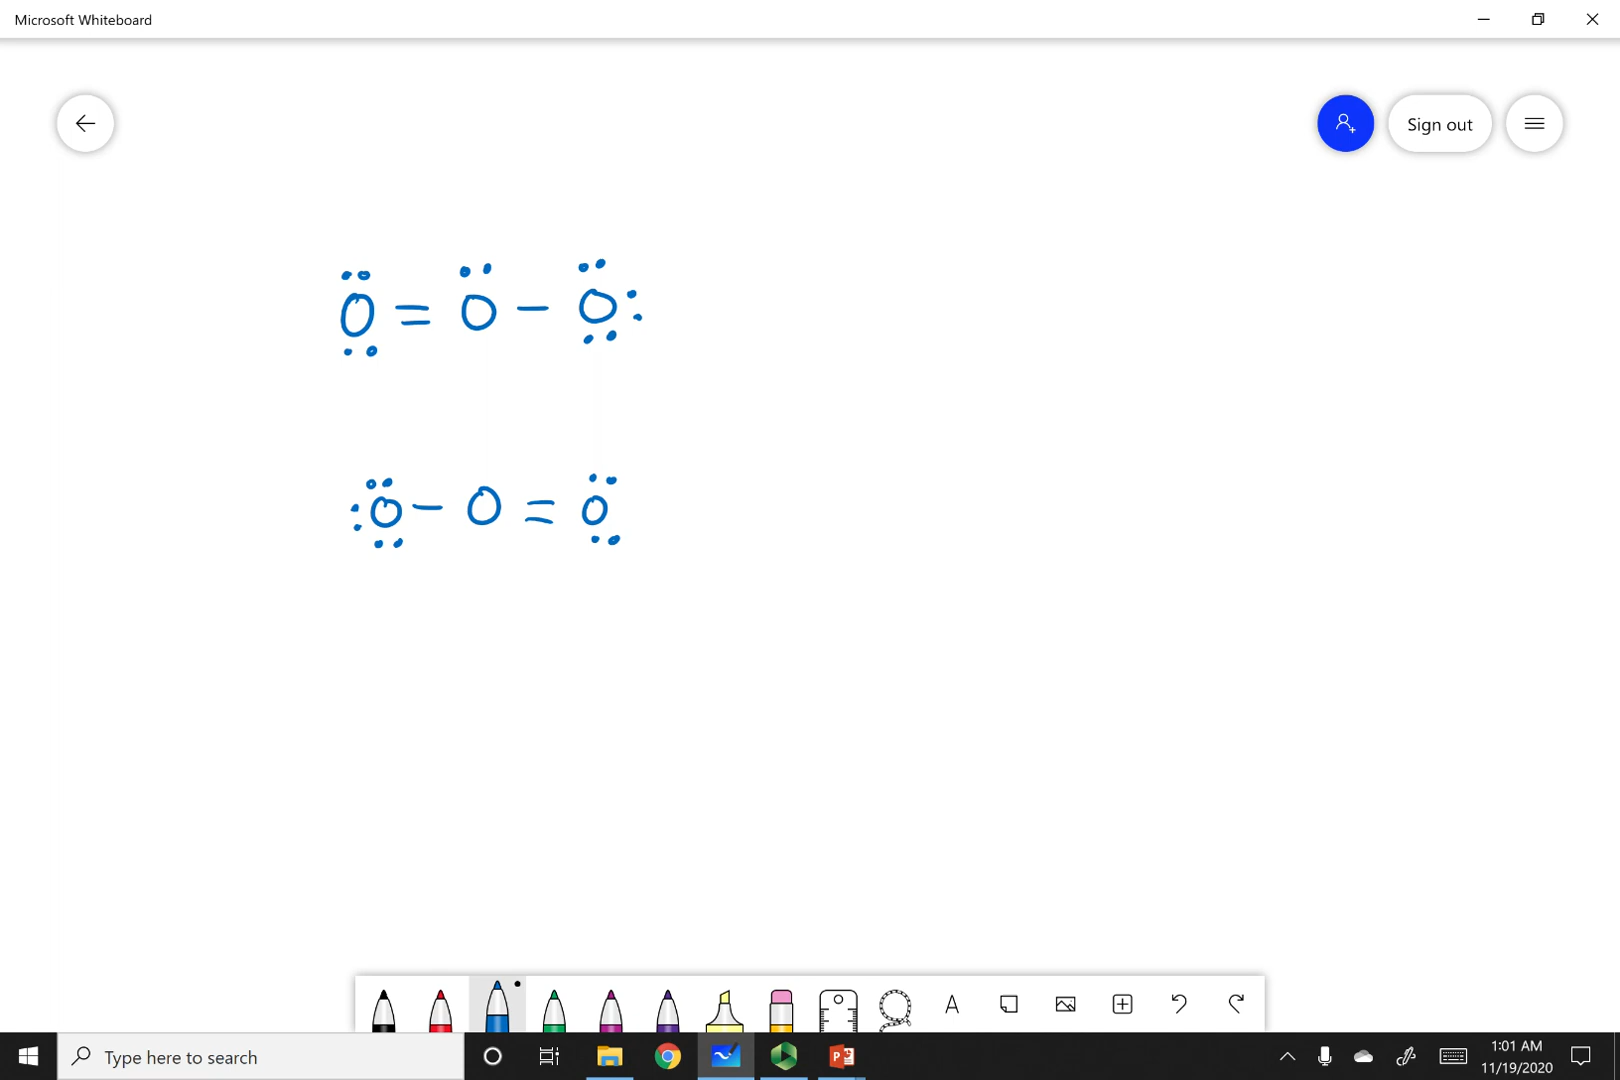 Microsoft Whiteboard
Sign out
O = O - O
O - O = O
A
Type here to search
P
1:01 AM
11/19/2020